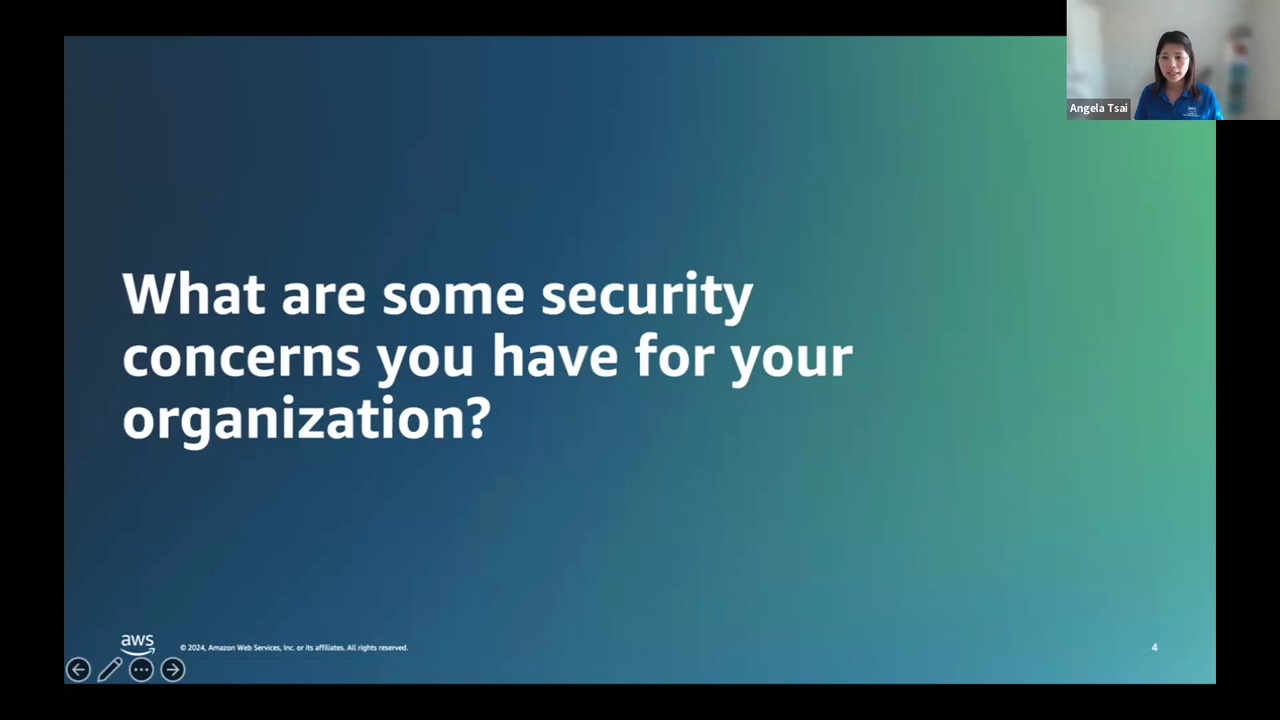 Angela Tsai
What are some security
concerns you have for your
organization?
aws
© 2024, Amazon Web Services, Inc. or its affiliates. All rights reserved.
4